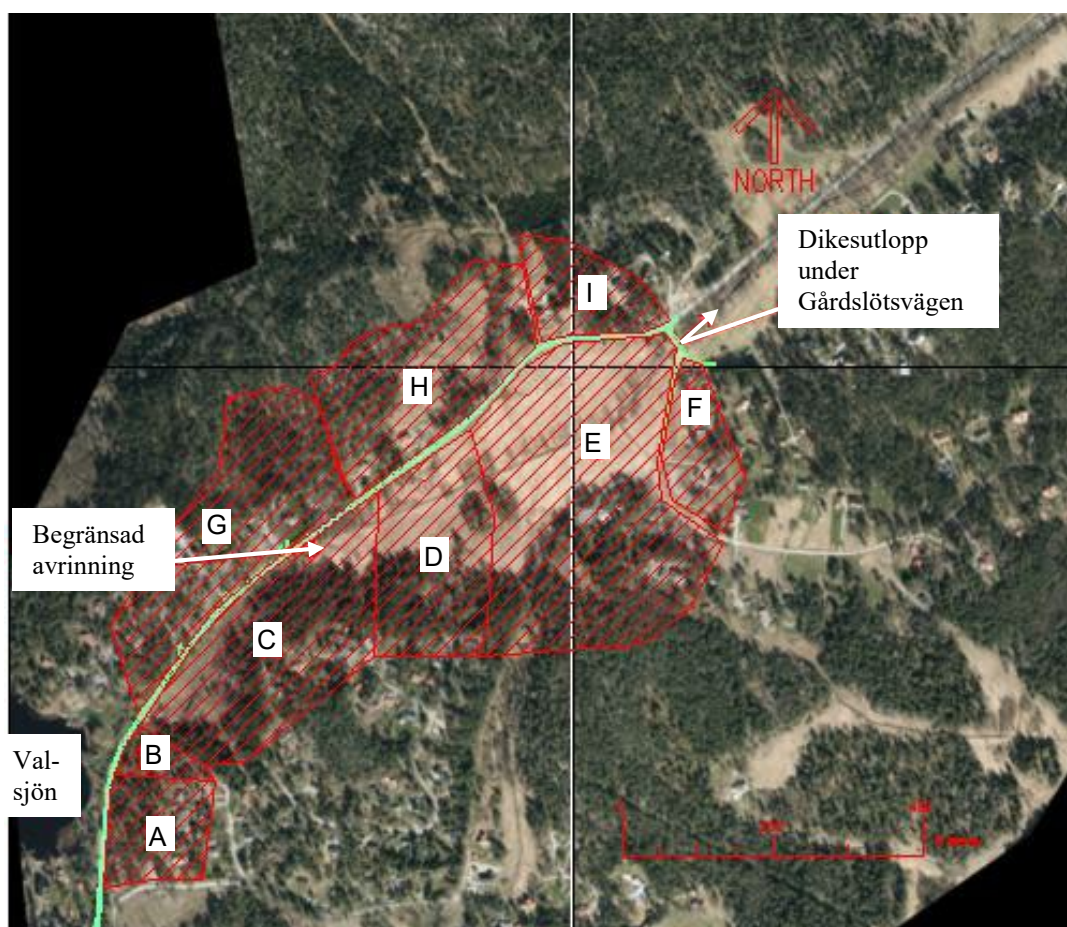 NORTH
Dikesutlopp
under
Gårdslötsvägen
I
H
F
E
G
Begränsad
avrinning
D
C
B
Val-
sjön
A